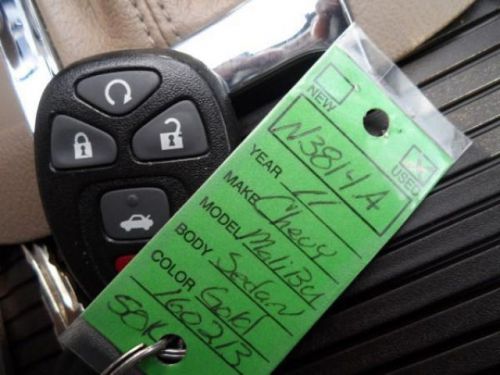 NEW
USED
N3814A
YEAR 11
MAKE Chevy
MODEL Malibu
BODY Sedan
COLOR Gold
160213